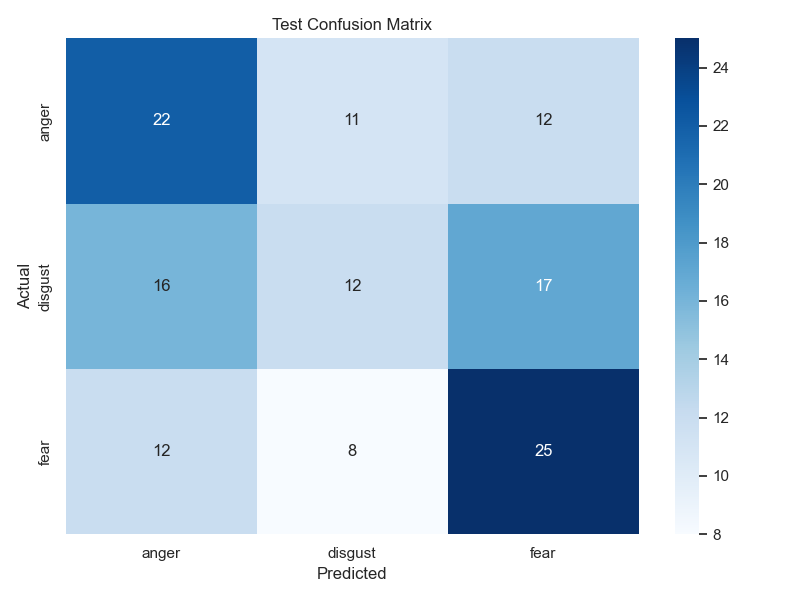 Test Confusion Matrix
Actual
anger
22 11 12
disgust
16 12 17
fear
12 8 25
anger disgust fear
Predicted
24
22
20
18
16
14
12
10
8